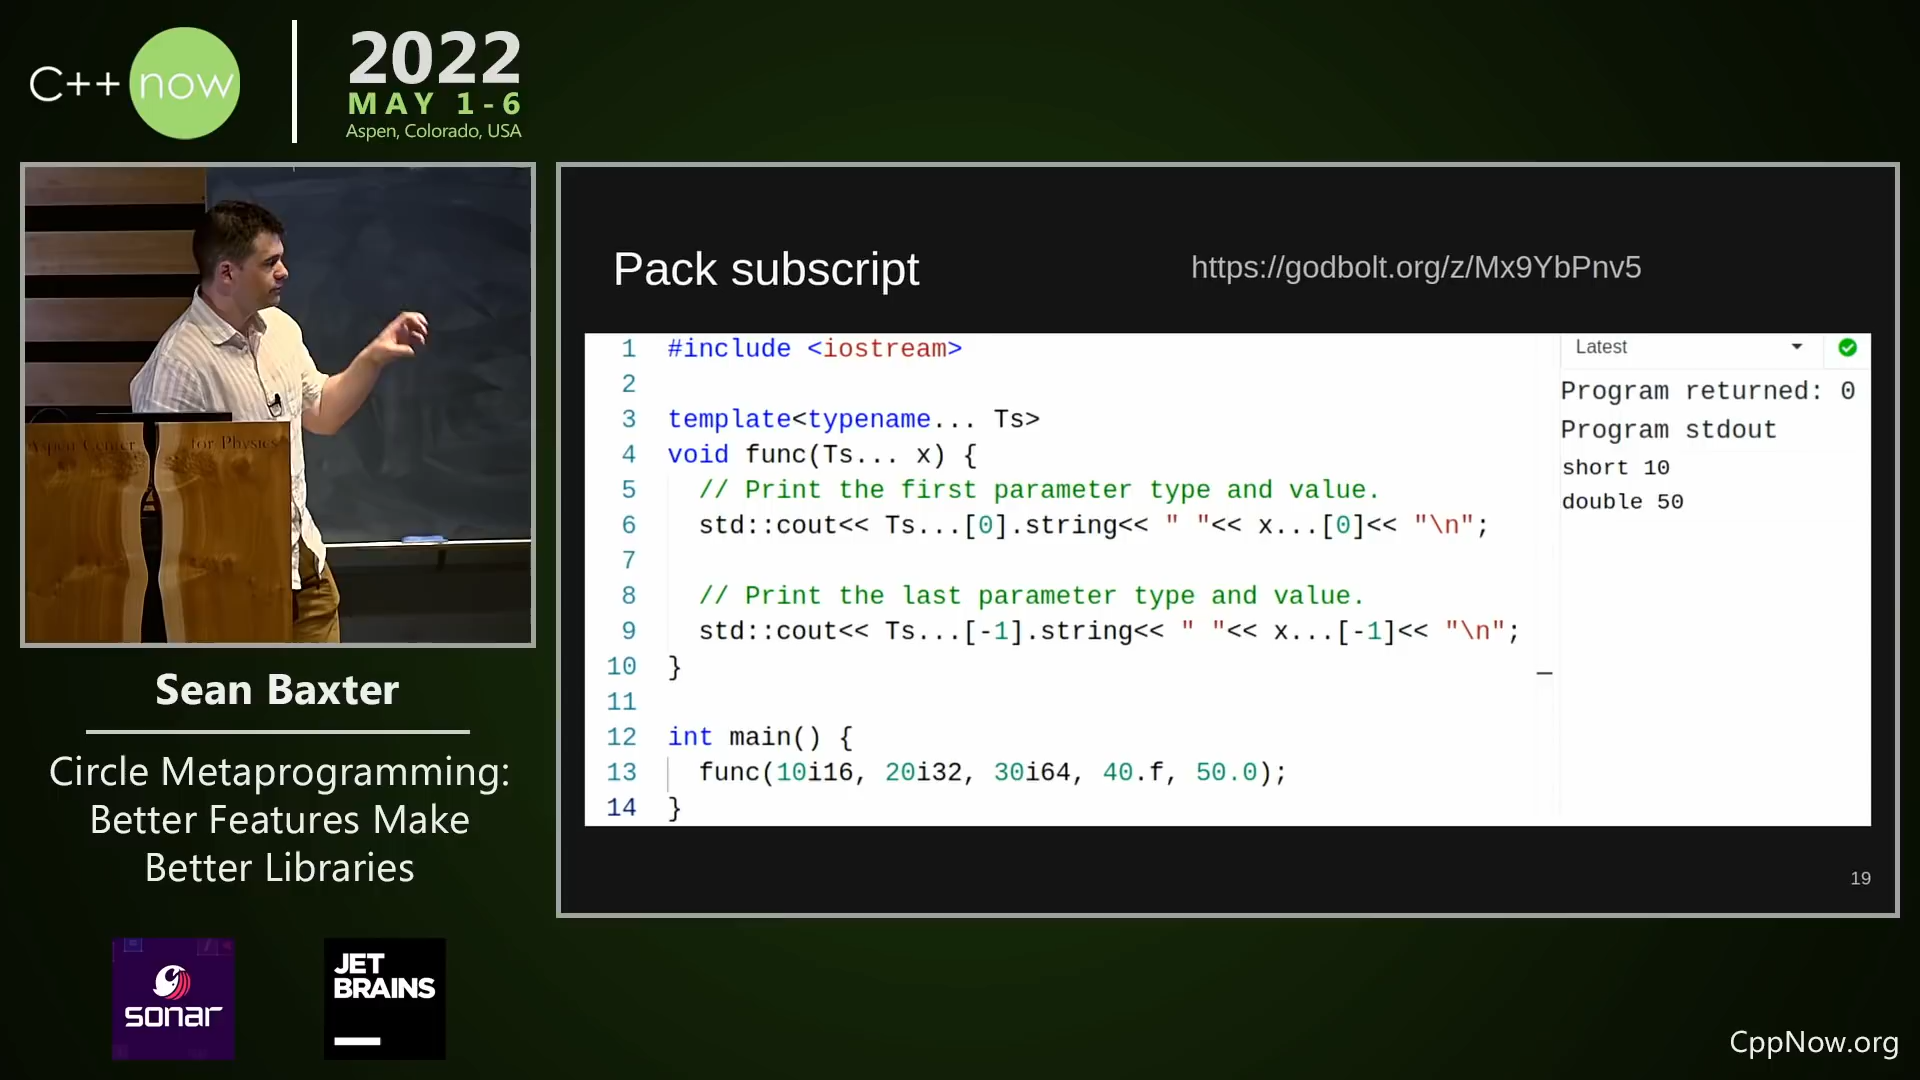 C++ now
2022
MAY 1-6
Aspen, Colorado, USA
Aspen Center for Physics
Sean Baxter
Circle Metaprogramming:
Better Features Make
Better Libraries
sonar
JET
BRAINS
Pack subscript
https://godbolt.org/z/Mx9YbPnv5
1 #include <iostream>
2
3 template<typename... Ts>
4 void func(Ts... x) {
5 // Print the first parameter type and value.
6 std::cout<< Ts...[0].string<< " "<< x...[0]<< "\n";
7
8 // Print the last parameter type and value.
9 std::cout<< Ts...[-1].string<< " "<< x...[-1]<< "\n";
10 }
11
12 int main() {
13 func(10i16, 20i32, 30i64, 40.f, 50.0);
14 }
Latest
Program returned: 0
Program stdout
short 10
double 50
19
CppNow.org